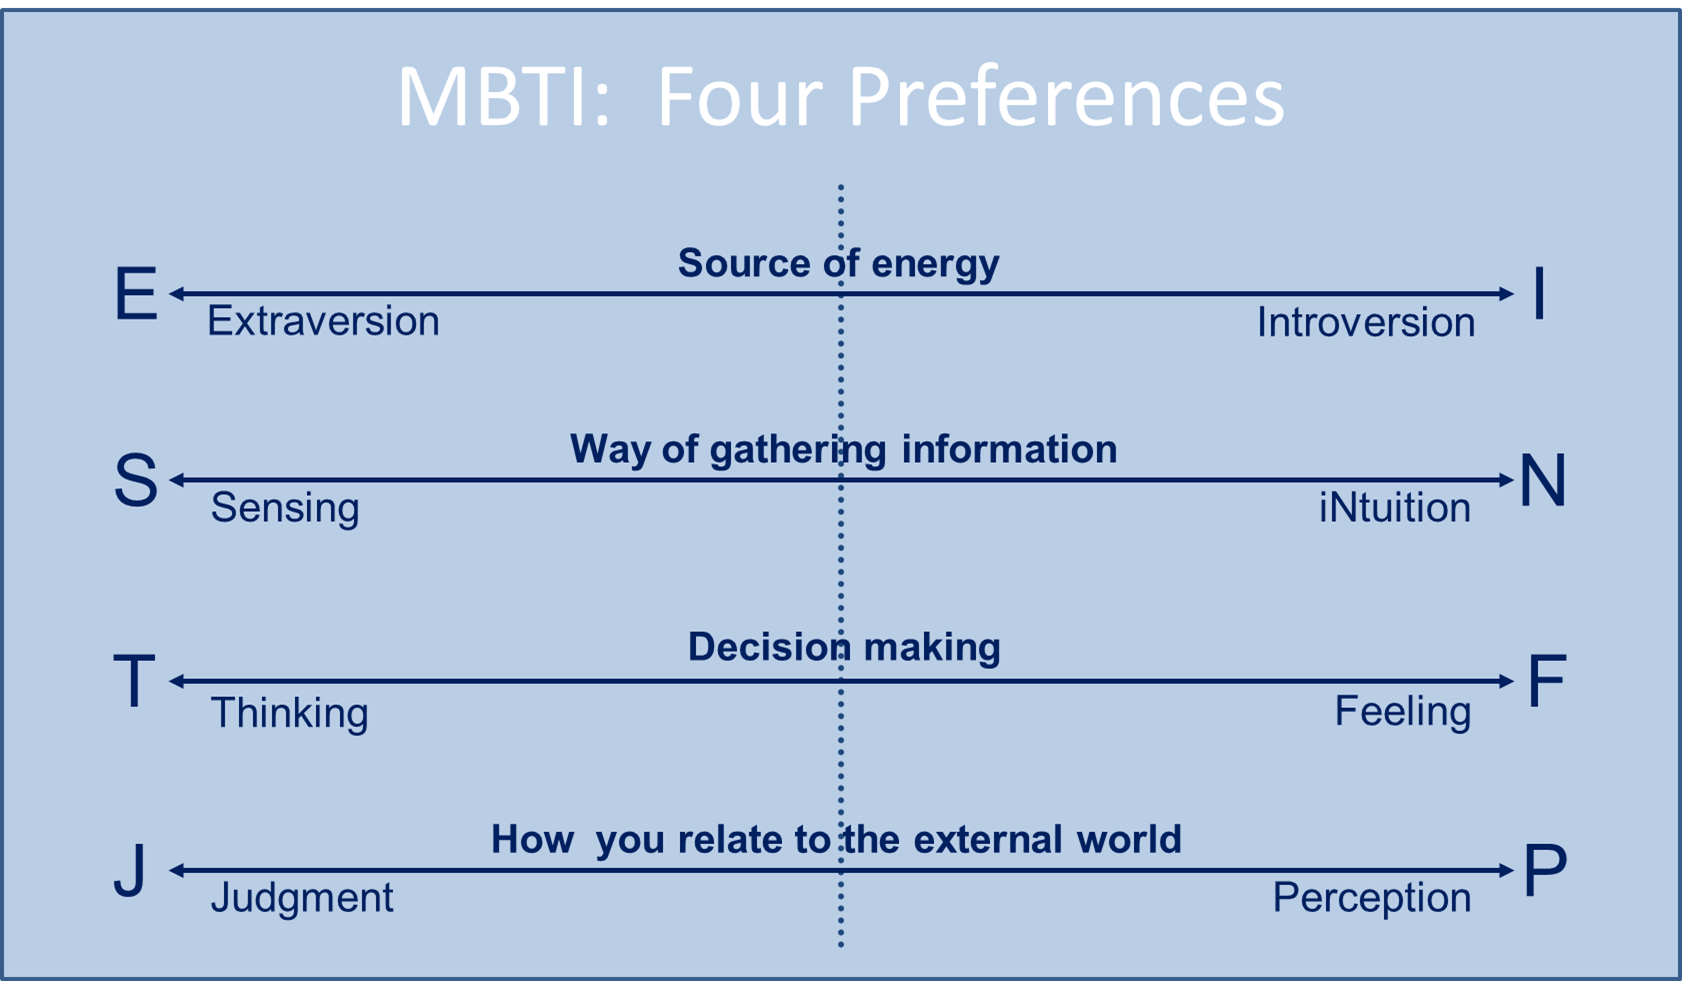 MBTI:  Four Preferences
Source of energy
E I
Extraversion Introversion
Way of gathering information
S N
Sensing iNtuition
Decision making
T F
Thinking Feeling
How  you relate to the external world
J P
Judgment Perception